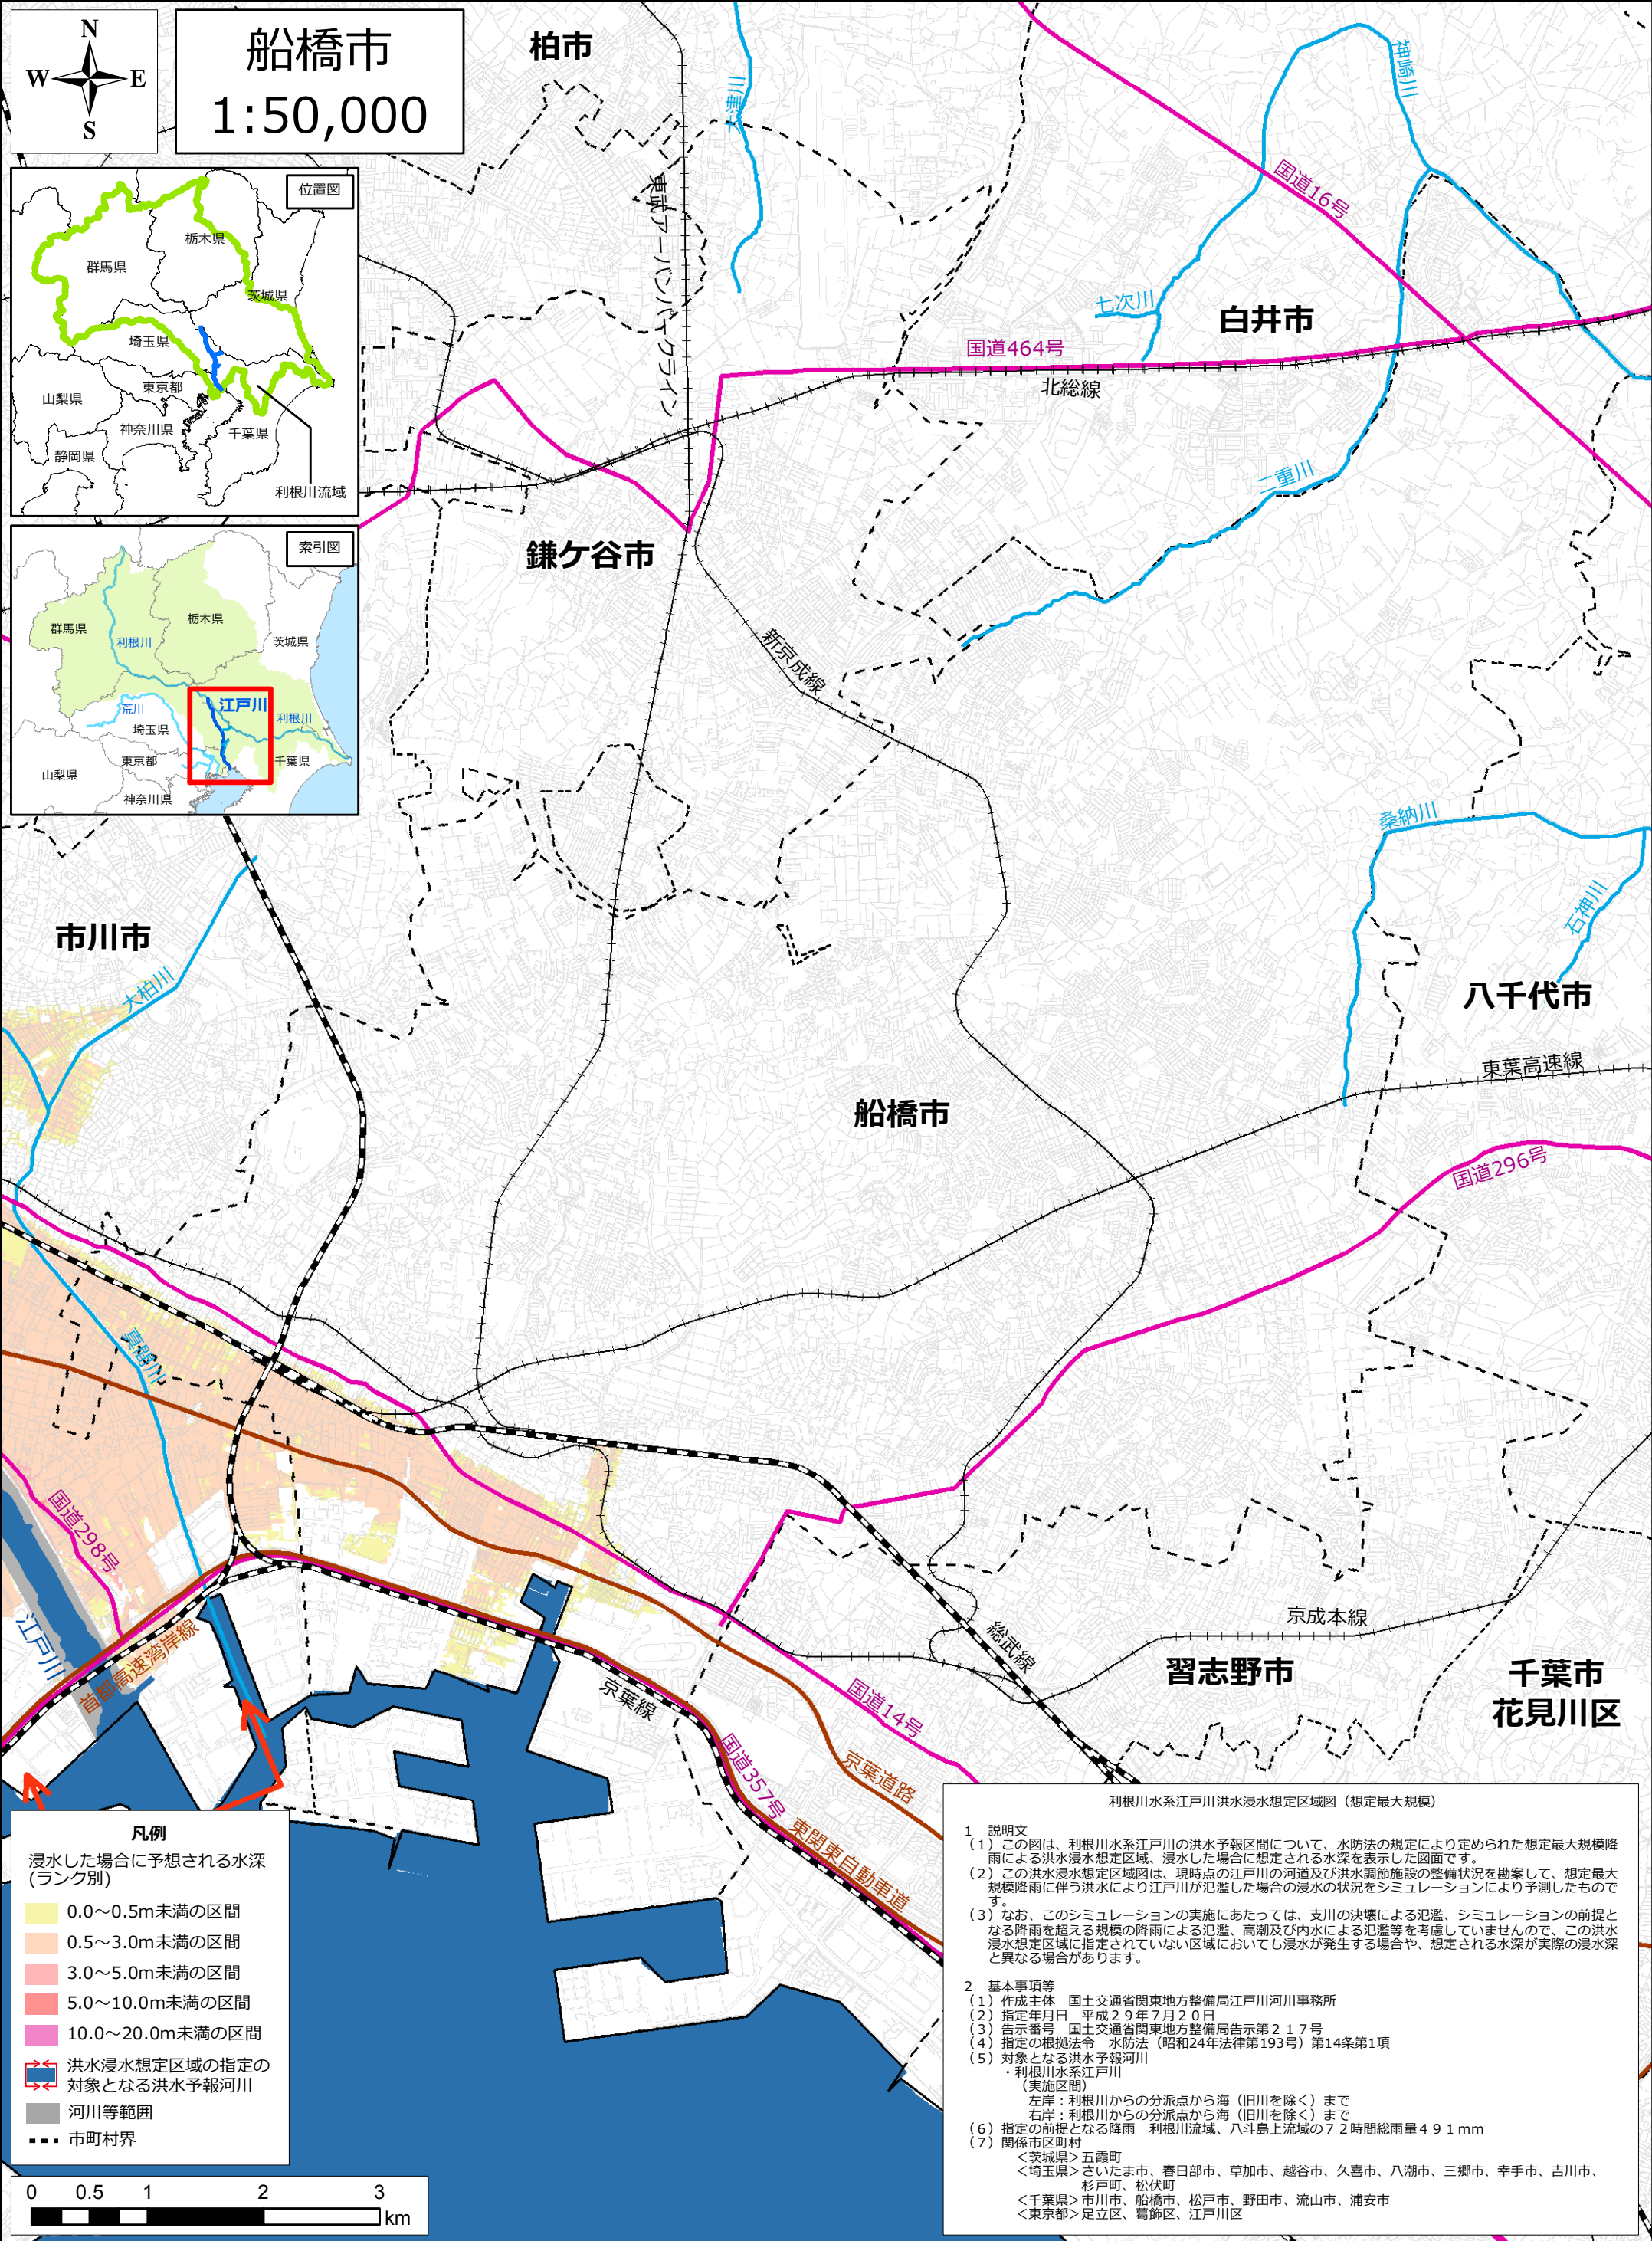 N
W
E
S
船橋市
1:50,000
位置図
栃木県
群馬県
茨城県
埼玉県
東京都
山梨県
神奈川県
千葉県
静岡県
利根川流域
索引図
群馬県
栃木県
利根川
茨城県
荒川
江戸川
利根川
埼玉県
東京都
千葉県
山梨県
神奈川県
柏市
神崎川
国道16号
東武アーバンパークライン
七次川
白井市
国道464号
北総線
二重川
鎌ケ谷市
新京成線
桑納川
石神川
市川市
大柏川
八千代市
東葉高速線
船橋市
国道296号
真間川
国道298号
江戸川
首都高速湾岸線
京葉線
総武線
京成本線
習志野市
千葉市
花見川区
国道14号
国道357号
京葉道路
東関東自動車道
凡例
浸水した場合に予想される水深
(ランク別)
0.0～0.5m未満の区間
0.5～3.0m未満の区間
3.0～5.0m未満の区間
5.0～10.0m未満の区間
10.0～20.0m未満の区間
洪水浸水想定区域の指定の
対象となる洪水予報河川
河川等範囲
市町村界
0 0.5 1 2 3
km
利根川水系江戸川洪水浸水想定区域図（想定最大規模）
1 説明文
（1）この図は、利根川水系江戸川の洪水予報区間について、水防法の規定により定められた想定最大規模降
雨による洪水浸水想定区域、浸水した場合に想定される水深を表示した図面です。
（2）この洪水浸水想定区域図は、現時点の江戸川の河道及び洪水調節施設の整備状況を勘案して、想定最大
規模降雨に伴う洪水により江戸川が氾濫した場合の浸水の状況をシミュレーションにより予測したもので
す。
（3）なお、このシミュレーションの実施にあたっては、支川の決壊による氾濫、シミュレーションの前提と
なる降雨を超える規模の降雨による氾濫、高潮及び内水による氾濫等を考慮していませんので、この洪水
浸水想定区域に指定されていない区域においても浸水が発生する場合や、想定される水深が実際の浸水深
と異なる場合があります。
2 基本事項等
（1）作成主体 国土交通省関東地方整備局江戸川河川事務所
（2）指定年月日 平成２９年７月２０日
（3）告示番号 国土交通省関東地方整備局告示第２１７号
（4）指定の根拠法令 水防法（昭和24年法律第193号）第14条第1項
（5）対象となる洪水予報河川
・利根川水系江戸川
（実施区間）
左岸：利根川からの分派点から海（旧川を除く）まで
右岸：利根川からの分派点から海（旧川を除く）まで
（6）指定の前提となる降雨 利根川流域、八斗島上流域の７２時間総雨量４９１mm
（7）関係市区町村
＜茨城県＞五霞町
＜埼玉県＞さいたま市、春日部市、草加市、越谷市、久喜市、八潮市、三郷市、幸手市、吉川市、
杉戸町、松伏町
＜千葉県＞市川市、船橋市、松戸市、野田市、流山市、浦安市
＜東京都＞足立区、葛飾区、江戸川区